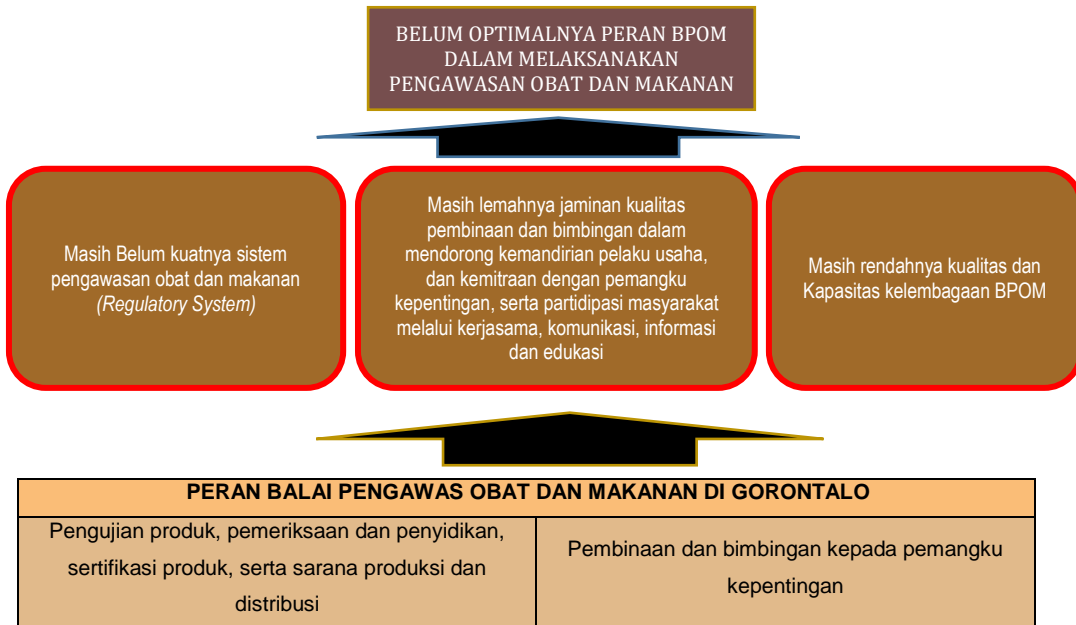 BELUM OPTIMALNYA PERAN BPOM
DALAM MELAKSANAKAN
PENGAWASAN OBAT DAN MAKANAN
Masih Belum kuatnya sistem
pengawasan obat dan makanan
(Regulatory System)
Masih lemahnya jaminan kualitas
pembinaan dan bimbingan dalam
mendorong kemandirian pelaku usaha,
dan kemitraan dengan pemangku
kepentingan, serta partidipasi masyarakat
melalui kerjasama, komunikasi, informasi
dan edukasi
Masih rendahnya kualitas dan
Kapasitas kelembagaan BPOM
PERAN BALAI PENGAWAS OBAT DAN MAKANAN DI GORONTALO
Pengujian produk, pemeriksaan dan penyidikan,
sertifikasi produk, serta sarana produksi dan
distribusi
Pembinaan dan bimbingan kepada pemangku
kepentingan